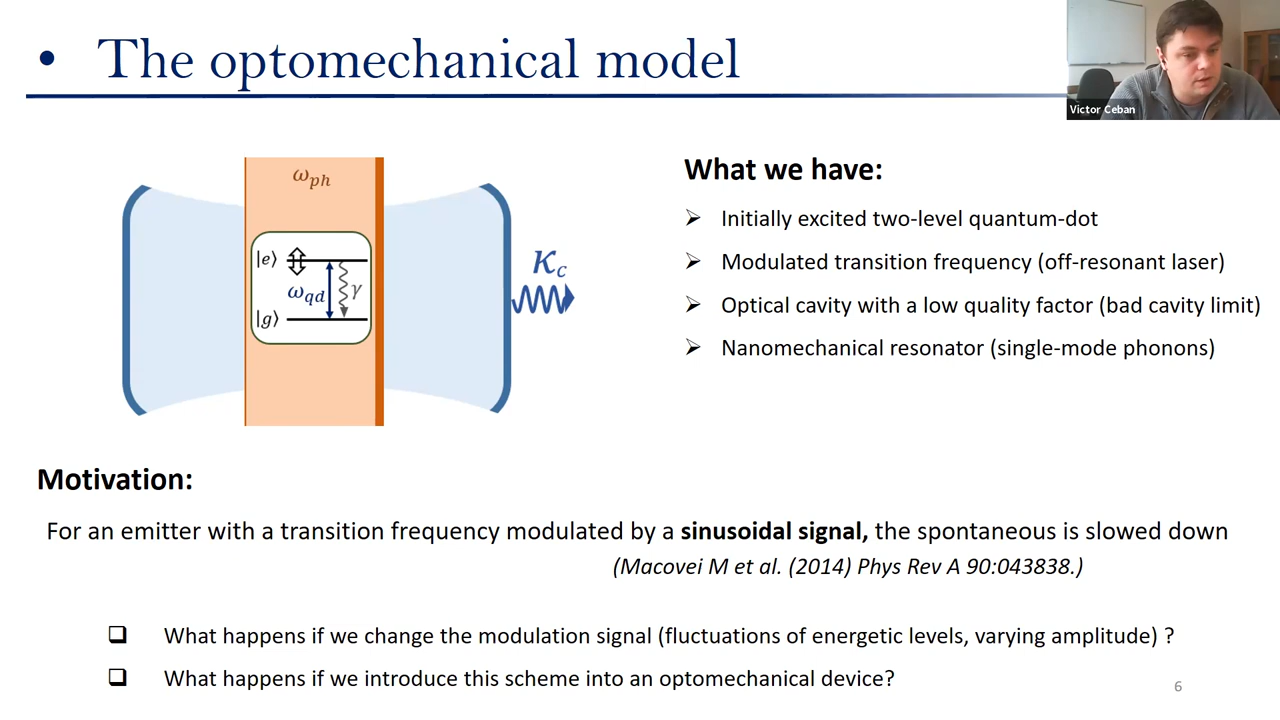 • The optomechanical model
Victor Ceban
ω_ph
|e⟩
ω_qd
γ
|g⟩
κ_c
What we have:
➢ Initially excited two-level quantum-dot
➢ Modulated transition frequency (off-resonant laser)
➢ Optical cavity with a low quality factor (bad cavity limit)
➢ Nanomechanical resonator (single-mode phonons)
Motivation:
For an emitter with a transition frequency modulated by a sinusoidal signal, the spontaneous is slowed down
(Macovei M et al. (2014) Phys Rev A 90:043838.)
❑ What happens if we change the modulation signal (fluctuations of energetic levels, varying amplitude) ?
❑ What happens if we introduce this scheme into an optomechanical device?
6